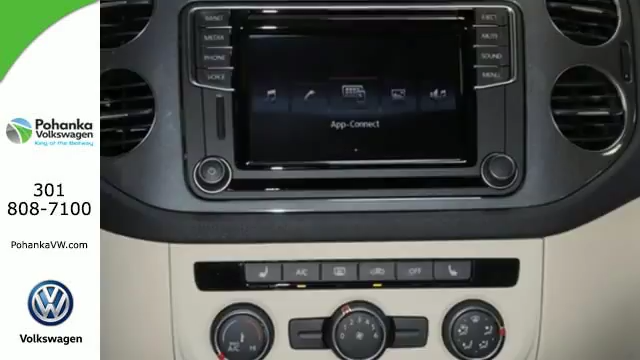 Pohanka
Volkswagen
King of the Beltway
301
808-7100
PohankaVW.com
Volkswagen
RADIO
MEDIA
PHONE
VOICE
EJECT
MUTE
SOUND
MENU
App-Connect
A/C
OFF
A/C